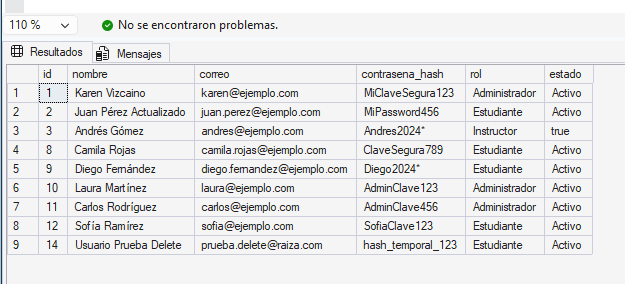 110 %
No se encontraron problemas.
Resultados Mensajes
id nombre correo contrasena_hash rol estado
1 1 Karen Vizcaino karen@ejemplo.com MiClaveSegura123 Administrador Activo
2 2 Juan Pérez Actualizado juan.perez@ejemplo.com MiPassword456 Estudiante Activo
3 3 Andrés Gómez andres@ejemplo.com Andres2024* Instructor true
4 8 Camila Rojas camila.rojas@ejemplo.com ClaveSegura789 Estudiante Activo
5 9 Diego Fernández diego.fernandez@ejemplo.com Diego2024* Estudiante Activo
6 10 Laura Martínez laura@ejemplo.com AdminClave123 Administrador Activo
7 11 Carlos Rodríguez carlos@ejemplo.com AdminClave456 Administrador Activo
8 12 Sofía Ramírez sofia@ejemplo.com SofiaClave123 Estudiante Activo
9 14 Usuario Prueba Delete prueba.delete@raiza.com hash_temporal_123 Estudiante Activo